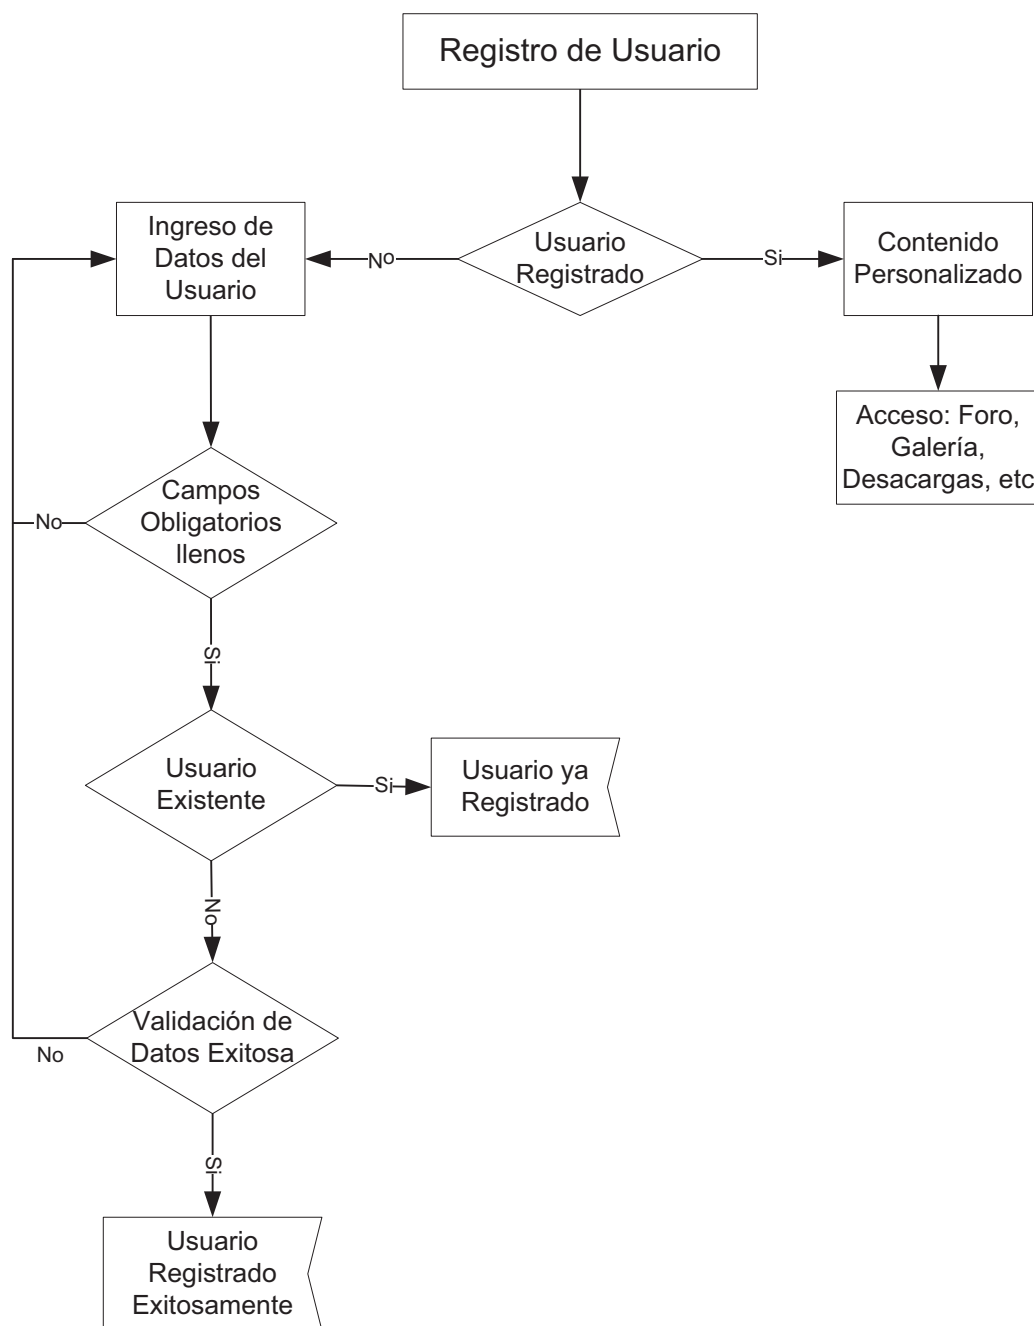 Registro de Usuario
Ingreso de
Datos del
Usuario
No
Usuario
Registrado
Si
Contenido
Personalizado
Acceso: Foro,
Galería,
Desacargas, etc
Campos
Obligatorios
llenos
No
Si
Usuario
Existente
Si
Usuario ya
Registrado
No
Validación de
Datos Exitosa
No
Si
Usuario
Registrado
Exitosamente